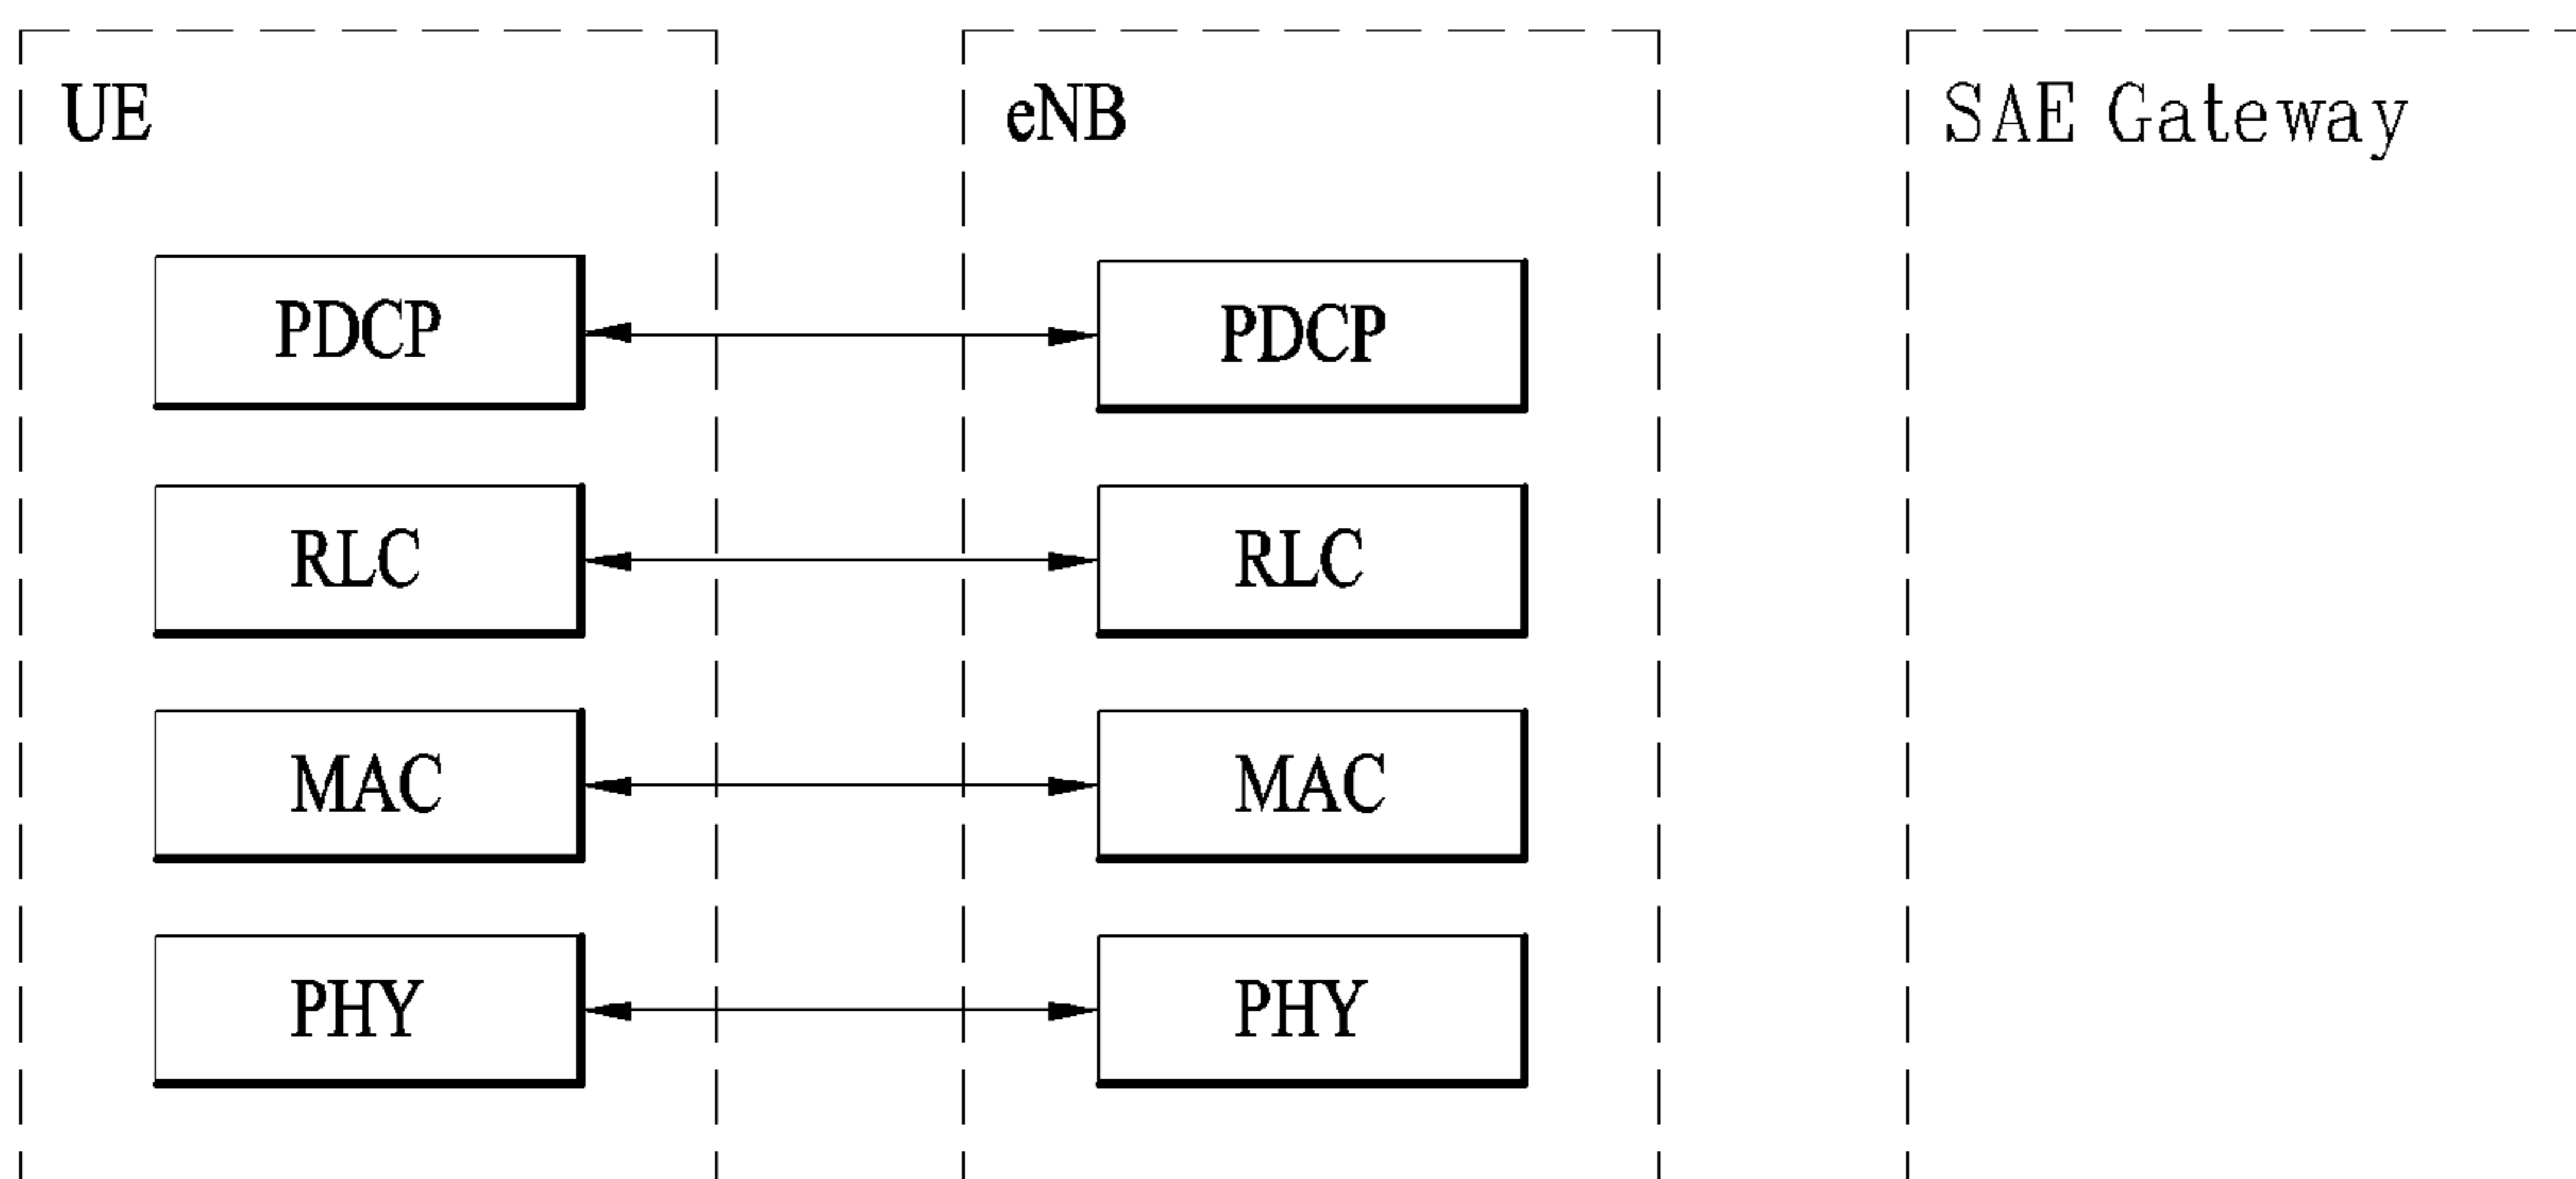 UE
eNB
SAE Gateway
PDCP
PDCP
RLC
RLC
MAC
MAC
PHY
PHY